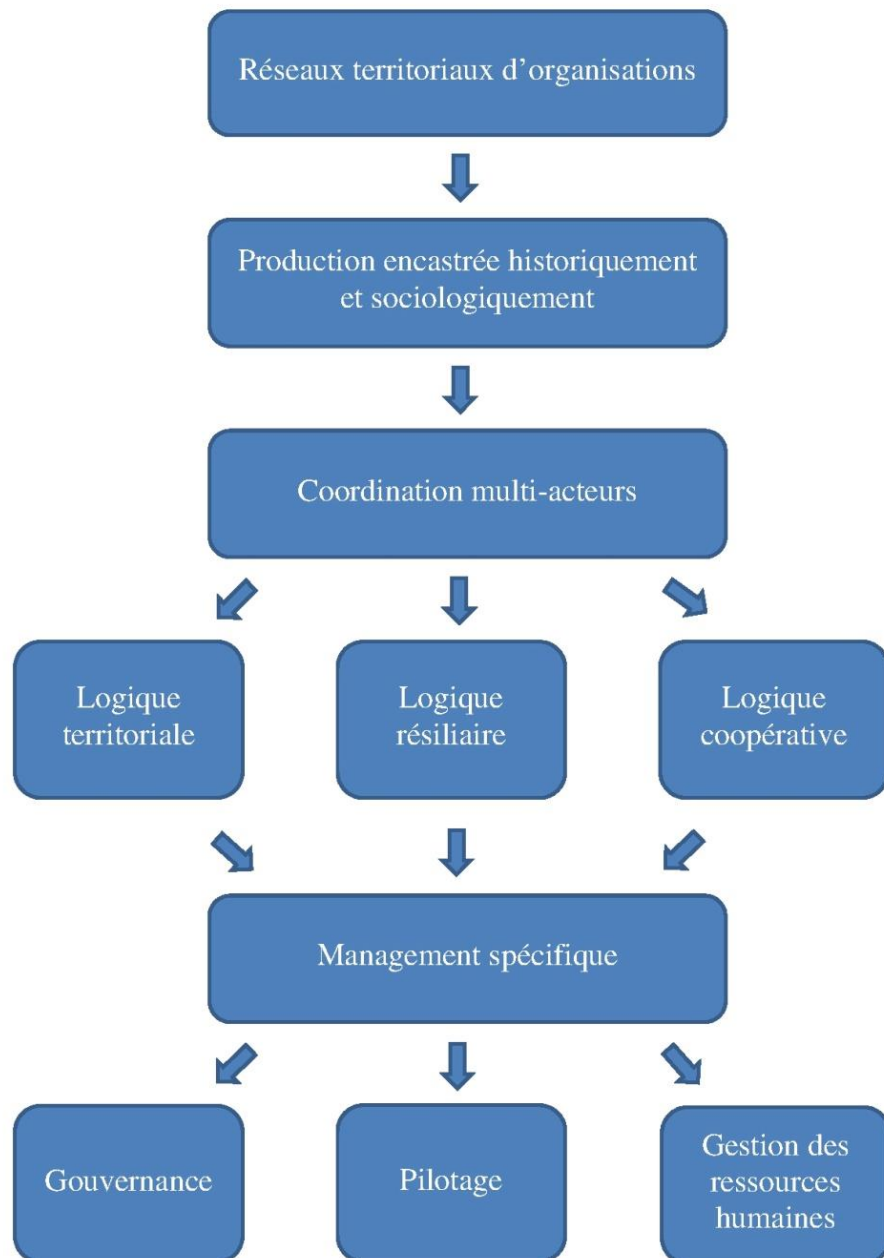 Réseaux territoriaux d’organisations
Production encastrée historiquement
et sociologiquement
Coordination multi-acteurs
Logique
territoriale
Logique
résiliaire
Logique
coopérative
Management spécifique
Gouvernance
Pilotage
Gestion des
ressources
humaines